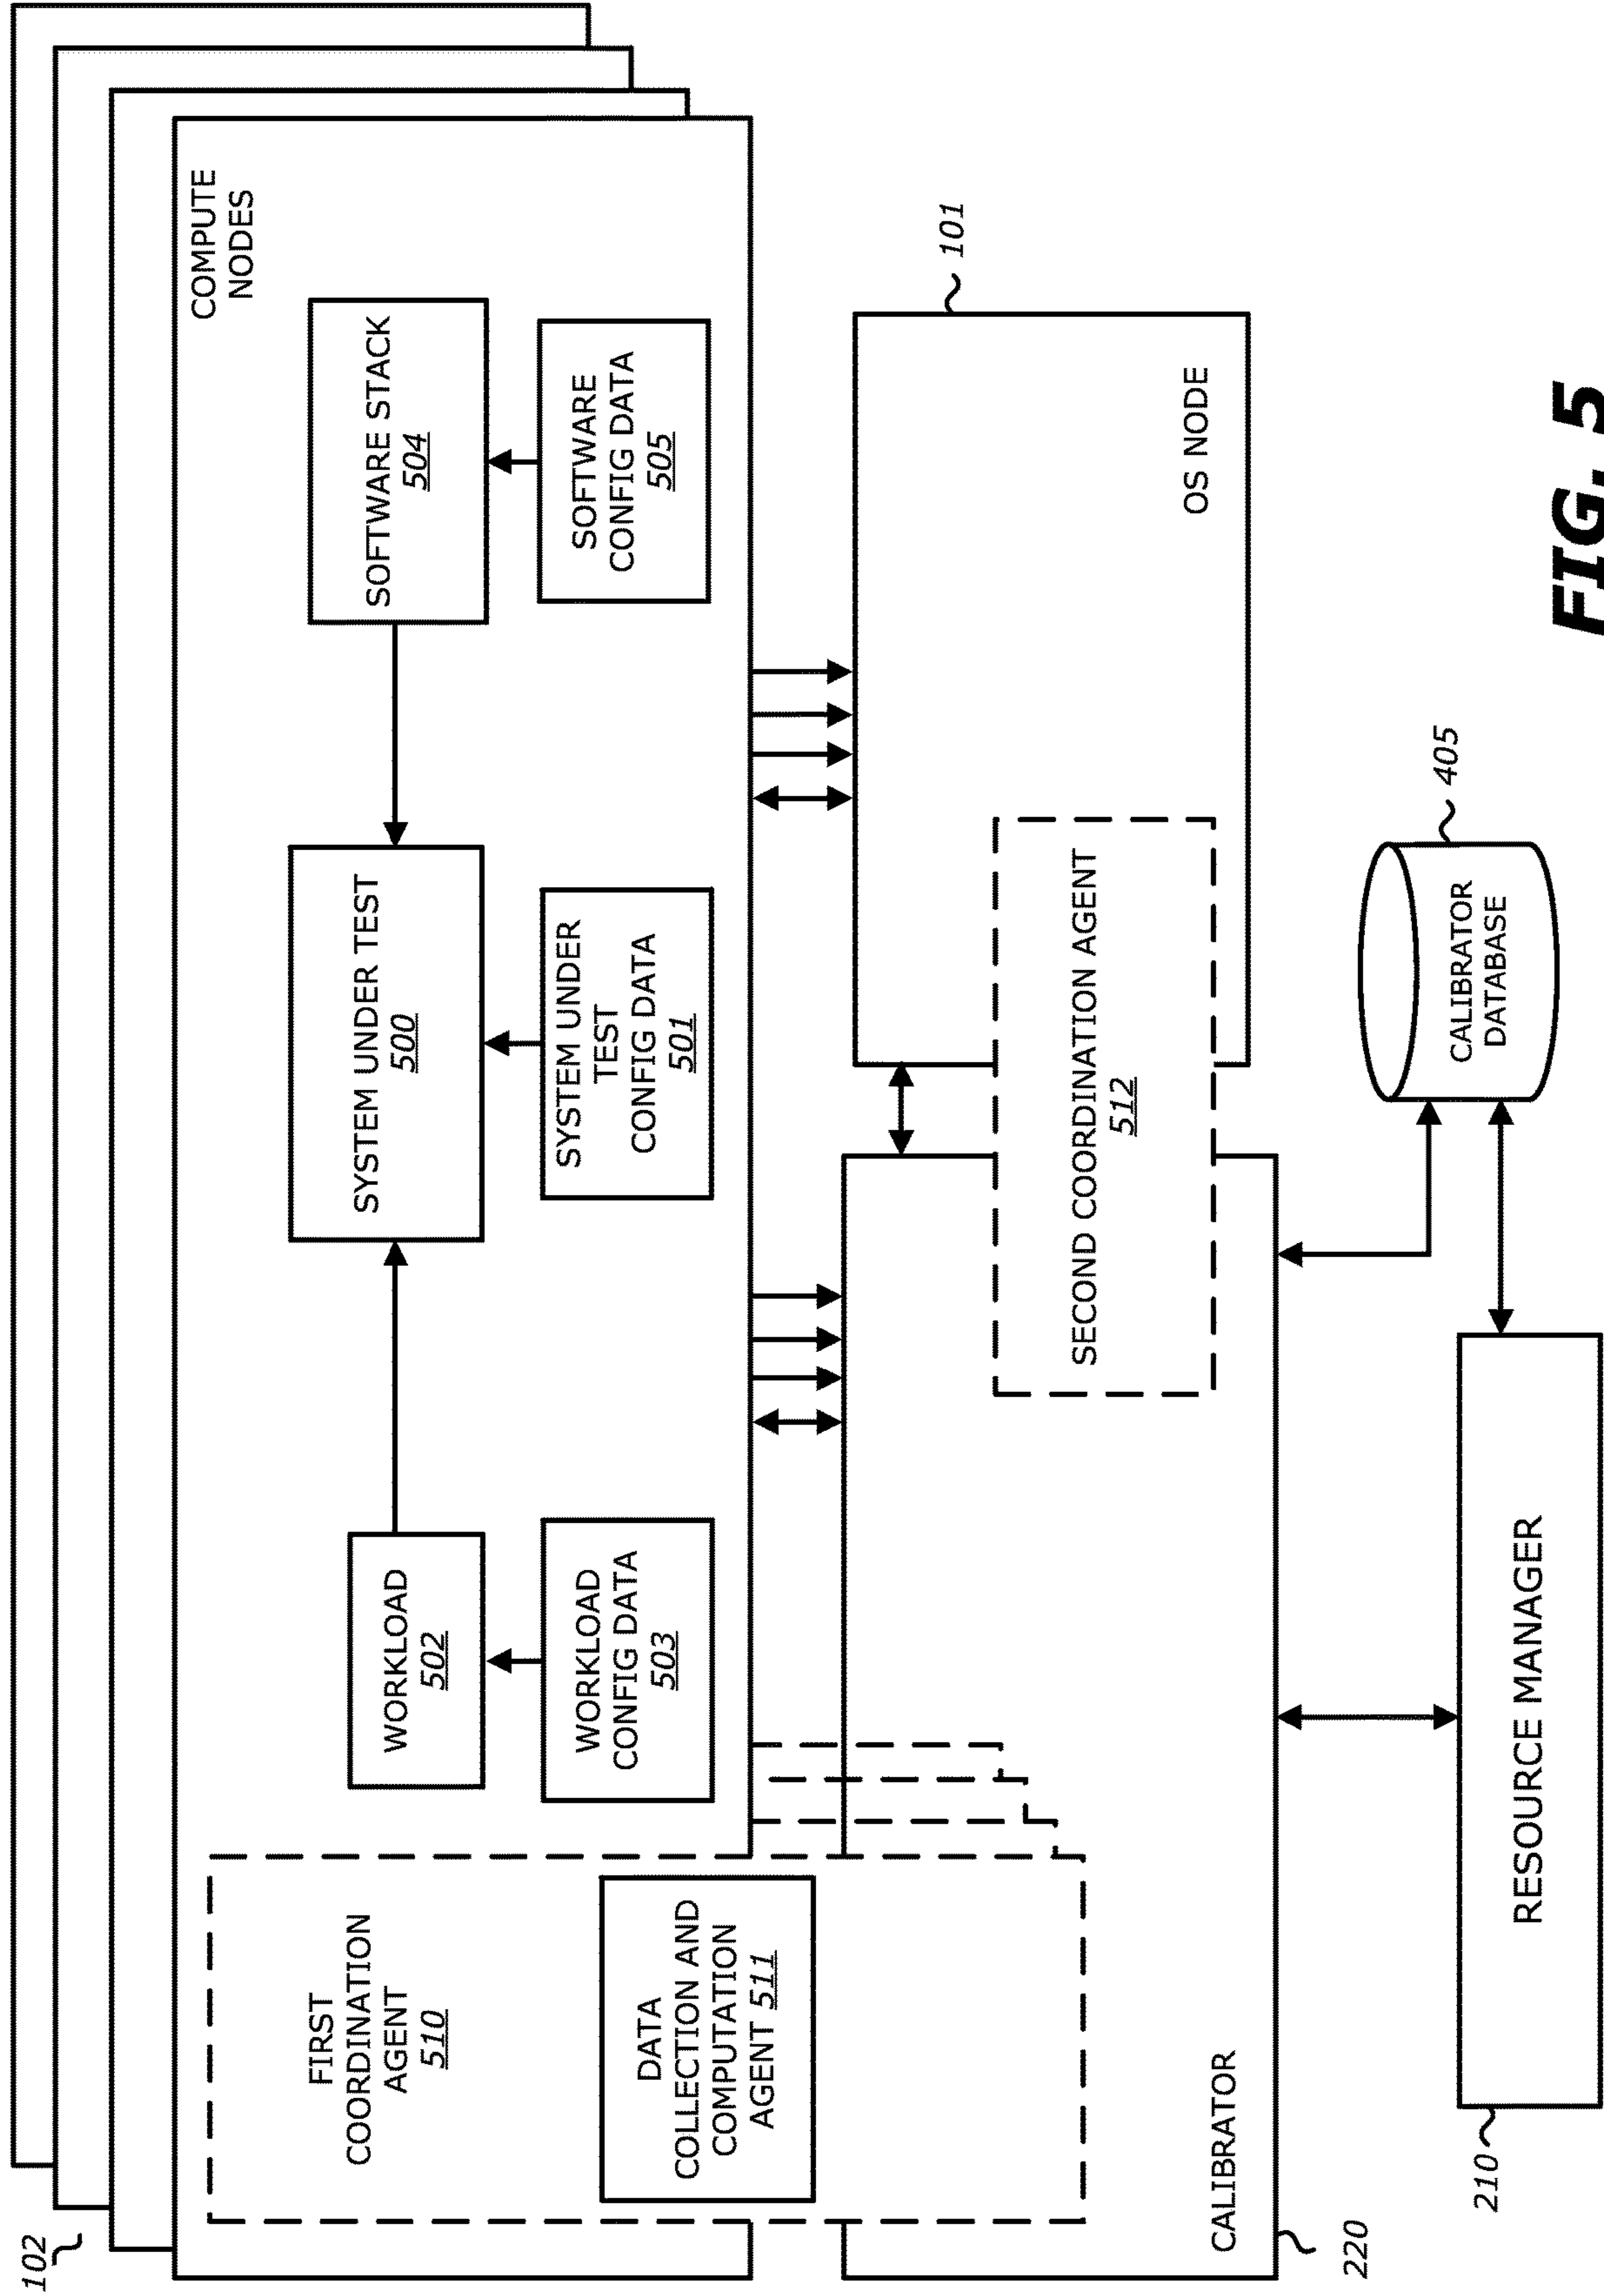 102
COMPUTE
NODES
FIRST
COORDINATION
AGENT
510
DATA
COLLECTION AND
COMPUTATION
AGENT 511
WORKLOAD
502
WORKLOAD
CONFIG DATA
503
SYSTEM UNDER TEST
500
SYSTEM UNDER
TEST
CONFIG DATA
501
SOFTWARE STACK
504
SOFTWARE
CONFIG DATA
505
CALIBRATOR
220
SECOND COORDINATION AGENT
512
OS NODE
101
210
RESOURCE MANAGER
CALIBRATOR
DATABASE
405
FIG. 5